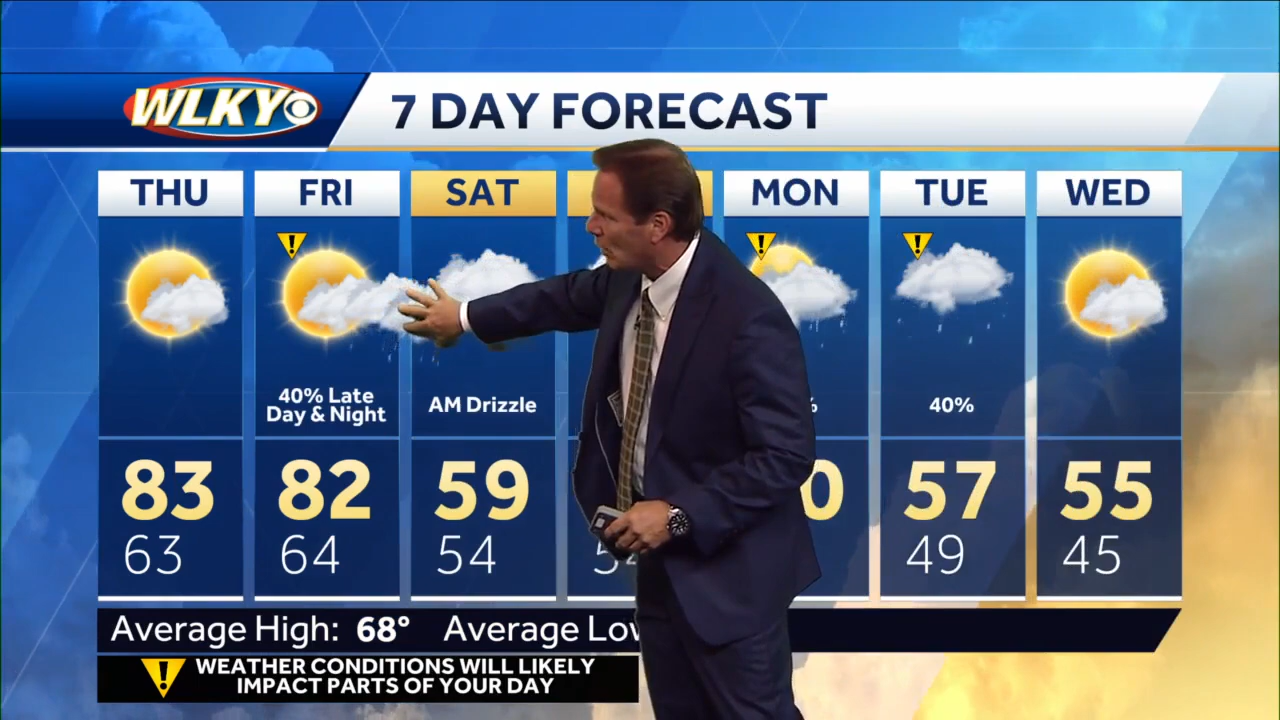 WLKY
7 DAY FORECAST
THU
FRI
SAT
MON
TUE
WED
40% Late
Day & Night
AM Drizzle
%
40%
83
82
59
0
57
55
63
64
54
49
45
Average High: 68° Average
WEATHER CONDITIONS WILL LIKELY
IMPACT PARTS OF YOUR DAY